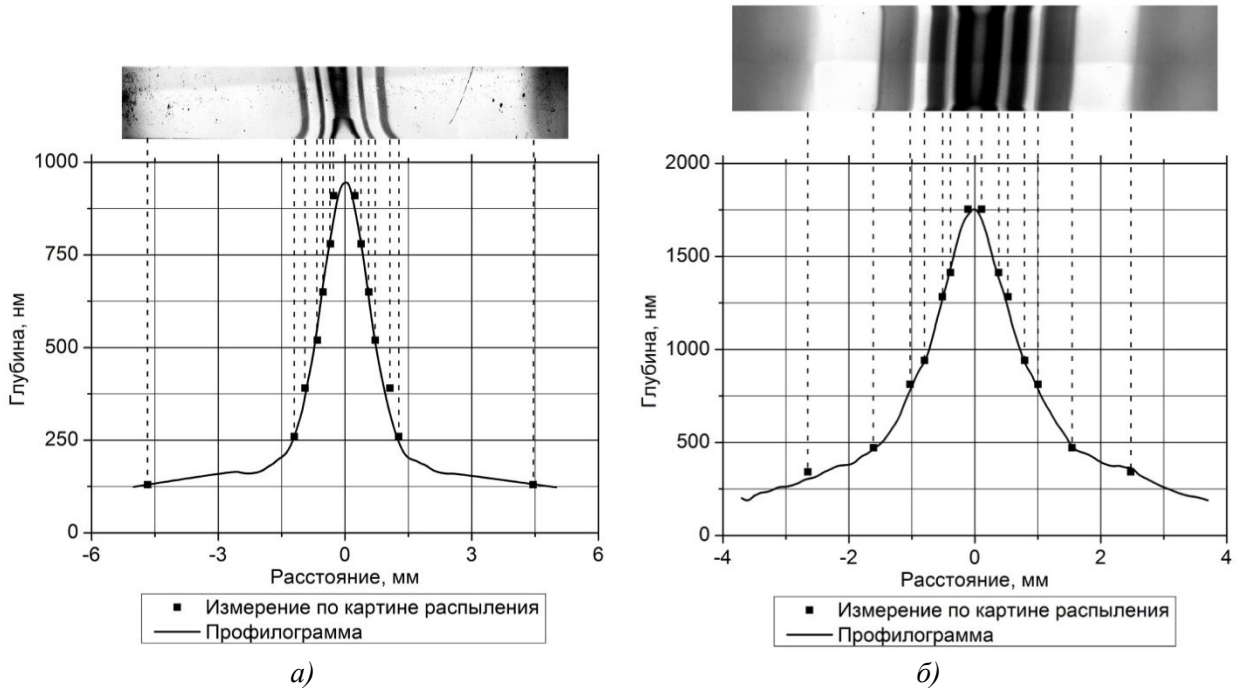 1000
750
500
250
0
Глубина, нм
-6
-3
0
3
6
Расстояние, мм
Измерение по картине распыления
Профилограмма
а)
2000
1500
1000
500
0
Глубина, нм
-4
-2
0
2
4
Расстояние, мм
Измерение по картине распыления
Профилограмма
б)